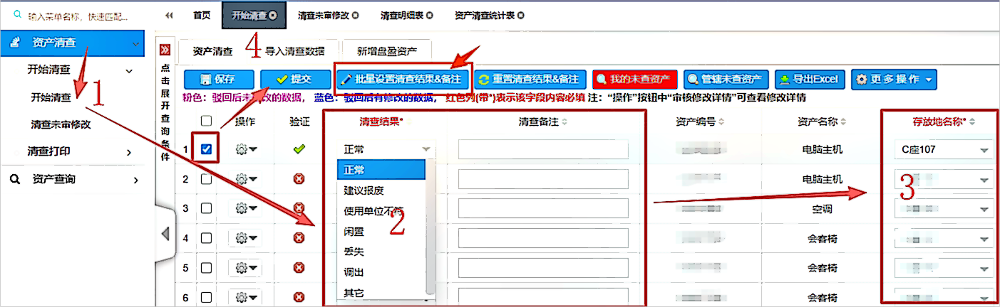 输入菜单名称，快速匹配...
首页 开始清查 清查未审修改 清查明细表 资产清查统计表
资产清查
开始清查
开始清查
清查未审修改
清查打印
资产查询
点击展开查询条件
资产清查 导入清查数据 新增盘盈资产
保存 提交 批量设置清查结果&备注 重置清查结果&备注 我的未查资产 管辖未查资产 导出Excel 更多操作
粉色：驳回后未 改的数据， 蓝色：驳回后有修改的数据， 红色列(带*)表示该字段内容必填 注：“操作”按钮中“审核修改详情”可查看修改详情
操作 验证 清查结果* 清查备注 资产编号 资产名称 存放地名称*
1 正常 电脑主机 C座107
2 电脑主机
3 空调
4 会客椅
5 会客椅
6 会客椅
正常
建议报废
使用单位不符
闲置
丢失
调出
其它
1
2
3
4